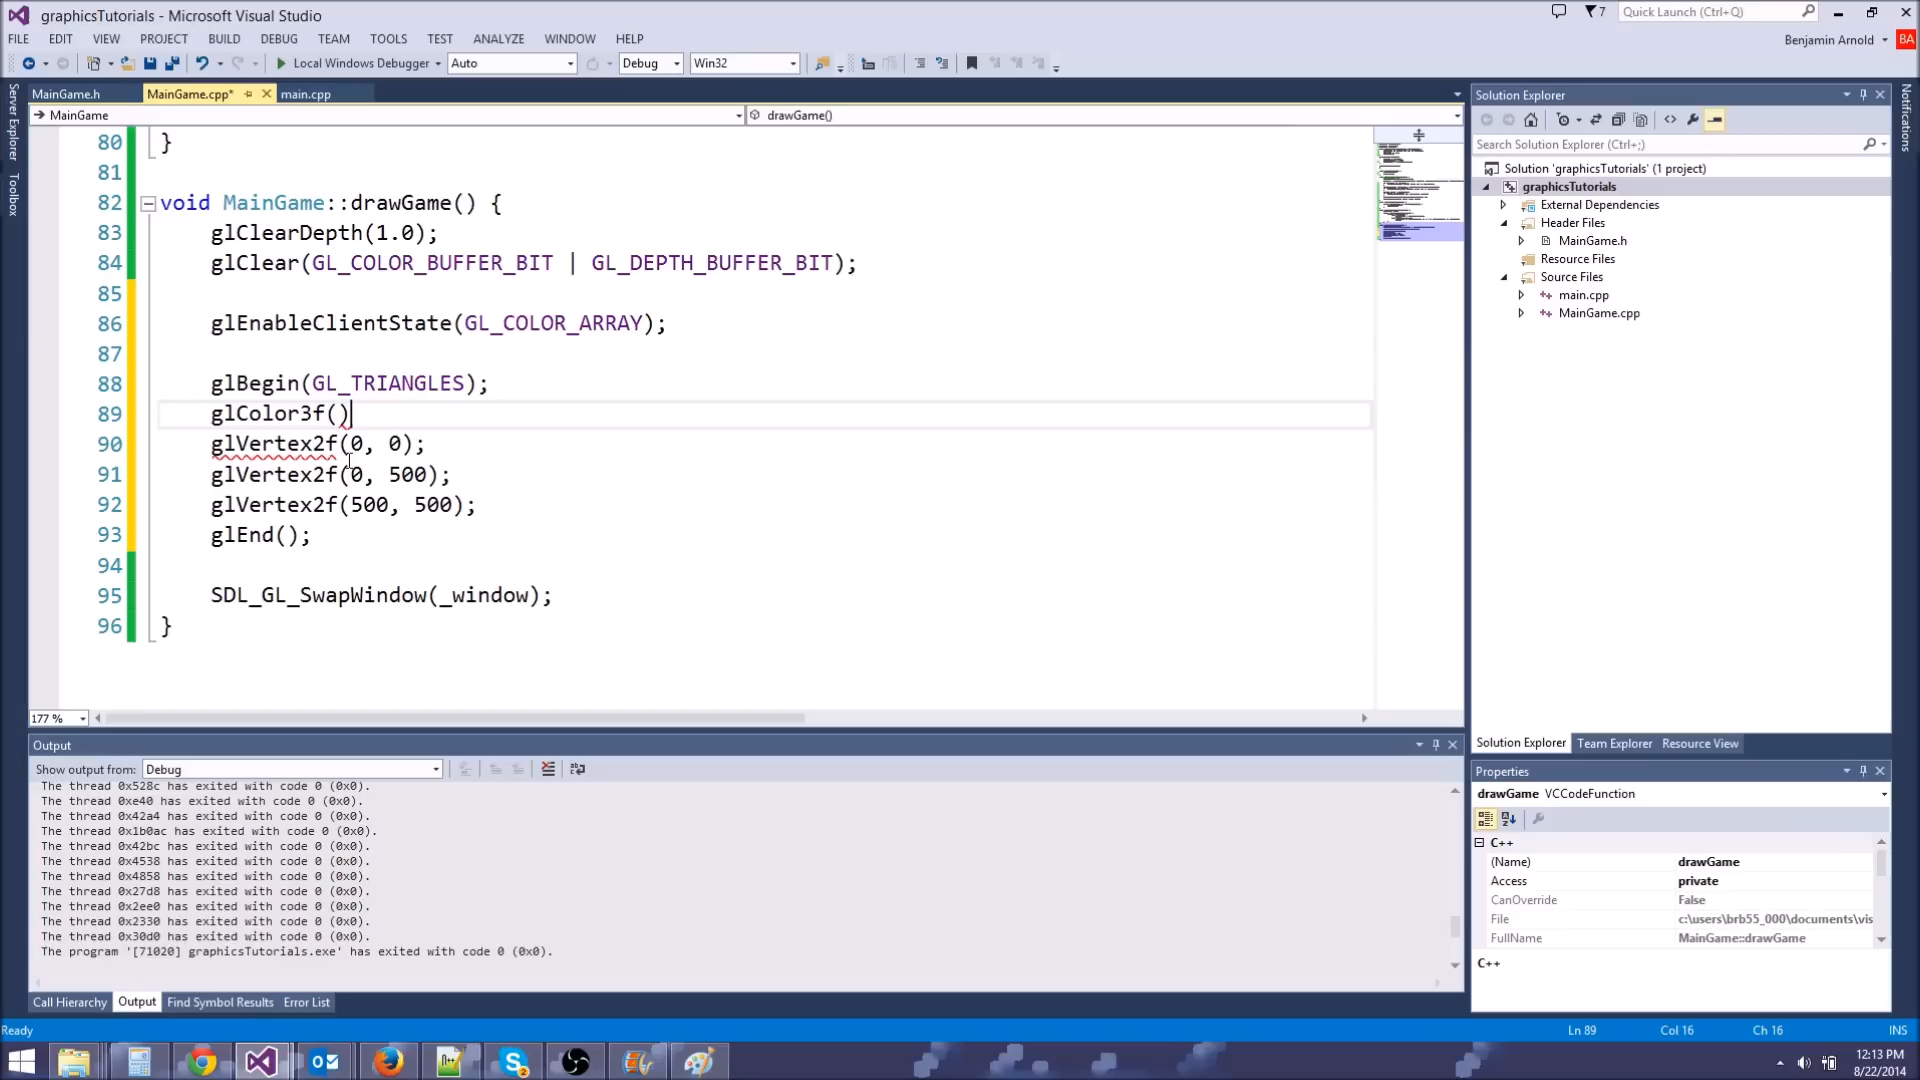 graphicsTutorials - Microsoft Visual Studio
7
Quick Launch (Ctrl+Q)
FILE EDIT VIEW PROJECT BUILD DEBUG TEAM TOOLS TEST ANALYZE WINDOW HELP
Benjamin Arnold BA
Local Windows Debugger Auto Debug Win32
Server Explorer
Toolbox
Notifications
MainGame.h MainGame.cpp* main.cpp
MainGame drawGame()
80 }
81
82 void MainGame::drawGame() {
83 glClearDepth(1.0);
84 glClear(GL_COLOR_BUFFER_BIT | GL_DEPTH_BUFFER_BIT);
85
86 glEnableClientState(GL_COLOR_ARRAY);
87
88 glBegin(GL_TRIANGLES);
89 glColor3f()
90 glVertex2f(0, 0);
91 glVertex2f(0, 500);
92 glVertex2f(500, 500);
93 glEnd();
94
95 SDL_GL_SwapWindow(_window);
96 }
177 %
Solution Explorer
Search Solution Explorer (Ctrl+;)
Solution 'graphicsTutorials' (1 project)
graphicsTutorials
External Dependencies
Header Files
MainGame.h
Resource Files
Source Files
main.cpp
MainGame.cpp
Solution Explorer Team Explorer Resource View
Output
Show output from: Debug
The thread 0x528c has exited with code 0 (0x0).
The thread 0xe40 has exited with code 0 (0x0).
The thread 0x42a4 has exited with code 0 (0x0).
The thread 0x1b0ac has exited with code 0 (0x0).
The thread 0x42bc has exited with code 0 (0x0).
The thread 0x4538 has exited with code 0 (0x0).
The thread 0x4858 has exited with code 0 (0x0).
The thread 0x27d8 has exited with code 0 (0x0).
The thread 0x2ee0 has exited with code 0 (0x0).
The thread 0x2330 has exited with code 0 (0x0).
The thread 0x30d0 has exited with code 0 (0x0).
The program '[71020] graphicsTutorials.exe' has exited with code 0 (0x0).
Call Hierarchy Output Find Symbol Results Error List
Properties
drawGame VCCodeFunction
C++
(Name) drawGame
Access private
CanOverride False
File c:\users\brb55_000\documents\vis
FullName MainGame::drawGame
C++
Ready Ln 89 Col 16 Ch 16 INS
12:13 PM
8/22/2014